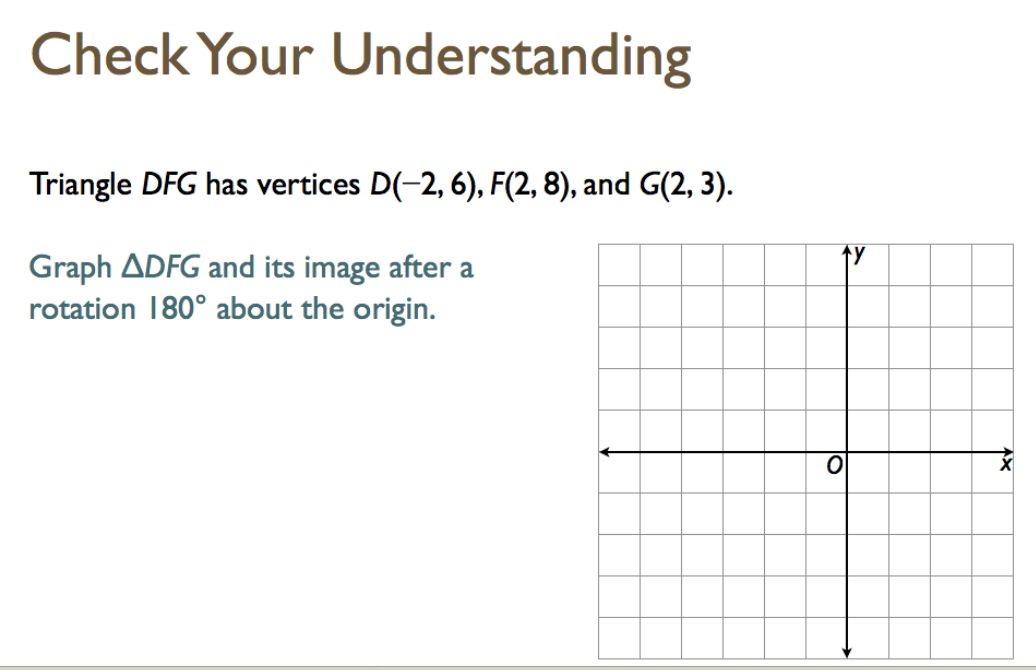 Check Your Understanding
Triangle DFG has vertices D(−2, 6), F(2, 8), and G(2, 3).
Graph ΔDFG and its image after a
rotation 180° about the origin.
y
O
x